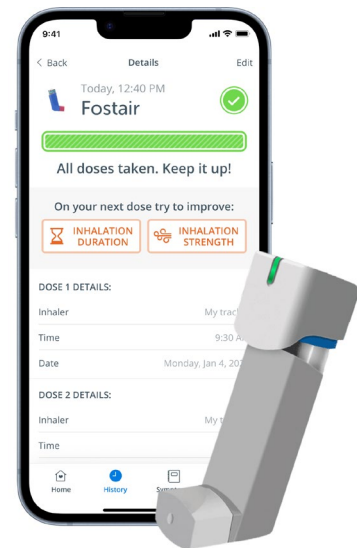 9:41
Back Details Edit
Today, 12:40 PM
Fostair
All doses taken. Keep it up!
On your next dose try to improve:
INHALATION
DURATION
INHALATION
STRENGTH
DOSE 1 DETAILS:
Inhaler My
Time 9:30
Date Monday, Jan 4,
DOSE 2 DETAILS:
Inhaler
Time
Home History